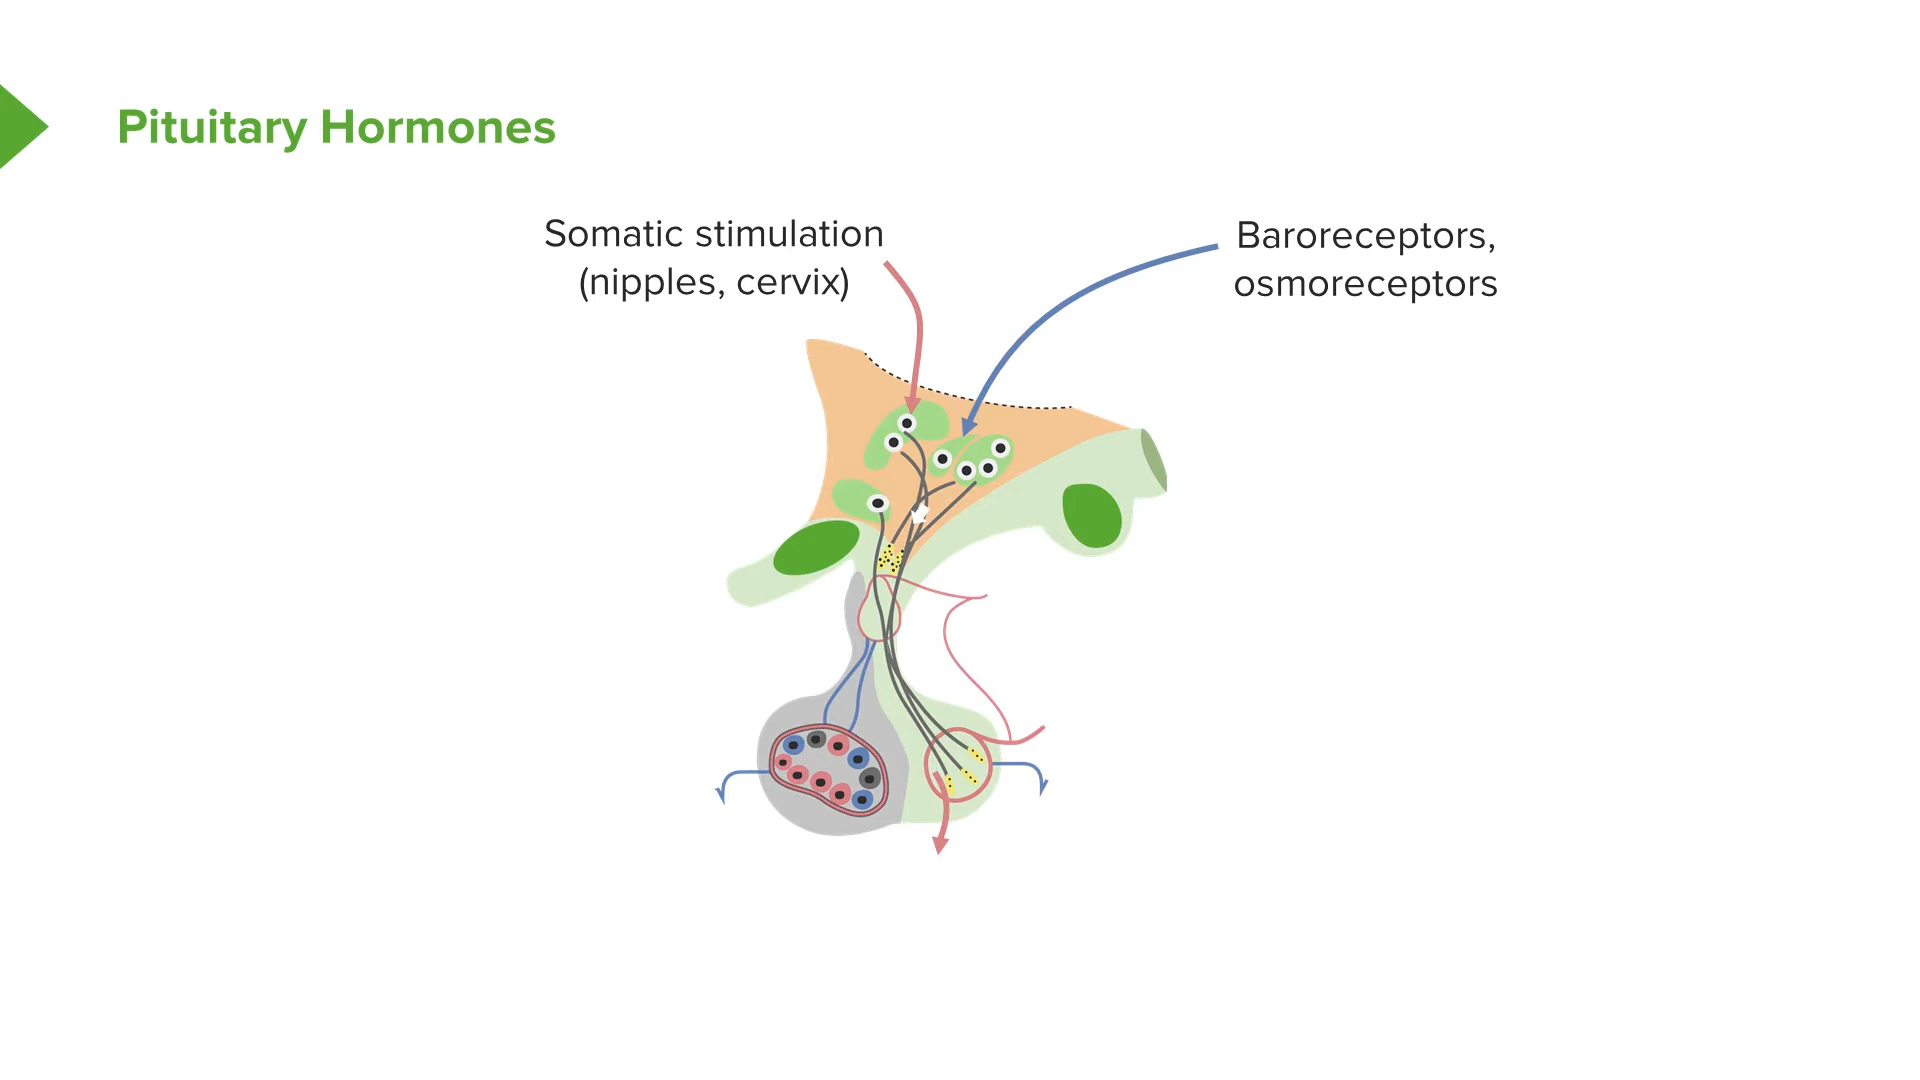 Pituitary Hormones
Somatic stimulation
(nipples, cervix)
Baroreceptors,
osmoreceptors